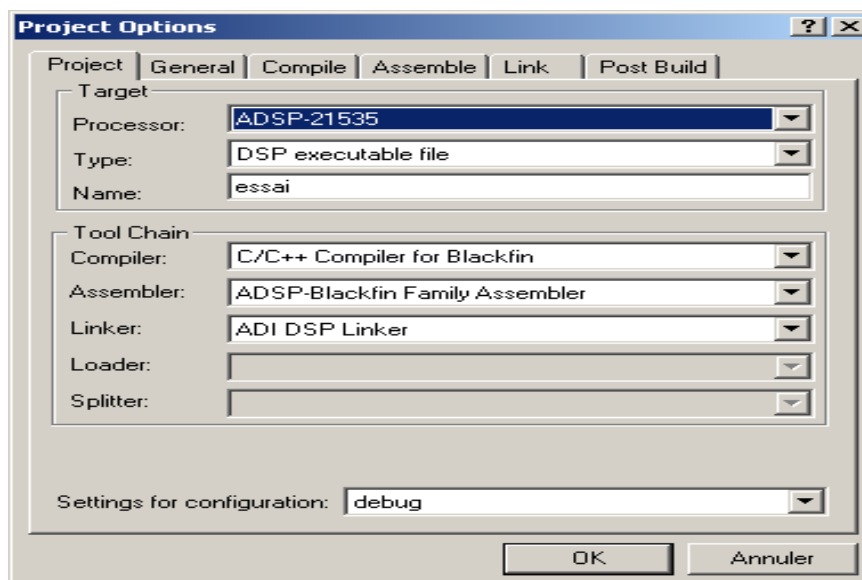 Project Options
Project General Compile Assemble Link Post Build
Target
Processor: ADSP-21535
Type: DSP executable file
Name: essai
Tool Chain
Compiler: C/C++ Compiler for Blackfin
Assembler: ADSP-Blackfin Family Assembler
Linker: ADI DSP Linker
Loader:
Splitter:
Settings for configuration: debug
OK Annuler